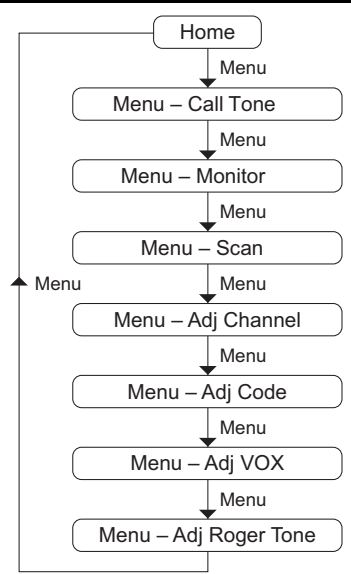 Home
Menu
Menu – Call Tone
Menu
Menu – Monitor
Menu
Menu – Scan
Menu
Menu
Menu – Adj Channel
Menu
Menu – Adj Code
Menu
Menu – Adj VOX
Menu
Menu – Adj Roger Tone